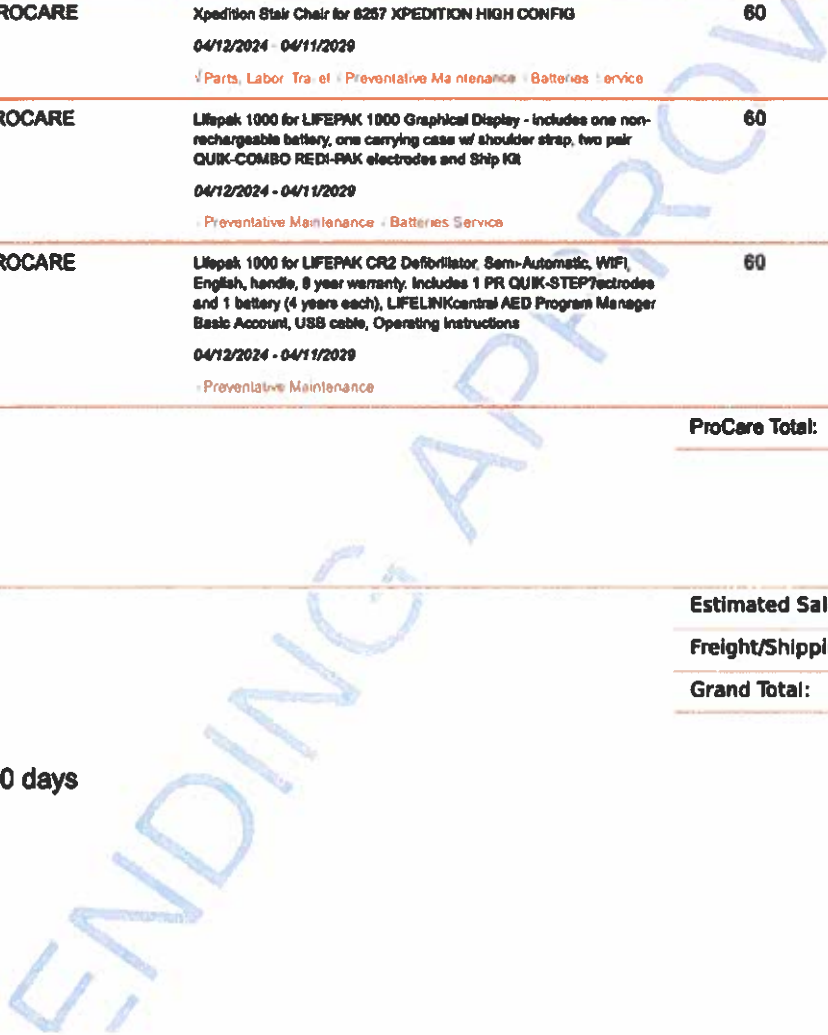 ROCARE Xpedition Stair Chair for 6257 XPEDITION HIGH CONFIG 60
04/12/2024 - 04/11/2029
√Parts, Labor Tra el Preventative Ma ntenance Batteries ervice
ROCARE Lifepak 1000 for LIFEPAK 1000 Graphical Display - includes one non- 60
rechargeable battery, one carrying case w/ shoulder strap, two pair
QUIK-COMBO REDI-PAK electrodes and Ship Kit
04/12/2024 - 04/11/2029
Preventative Maintenance Batteries Service
ROCARE Lifepak 1000 for LIFEPAK CR2 Defibrillator, Semi-Automatic, WIFI, 60
English, handle, 8 year warranty. Includes 1 PR QUIK-STEP?ectrodes
and 1 battery (4 years each), LIFELINKcentral AED Program Manager
Basic Account, USB cable, Operating Instructions
04/12/2024 - 04/11/2029
Preventative Maintenance
ProCare Total:
Estimated Sal
Freight/Shippi
Grand Total:
0 days
ENDING APPROV